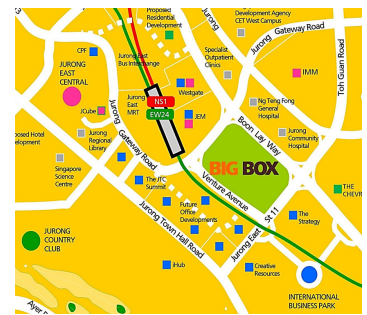 Proposed
Residential
Development
Jurong
Development Agency
CET West Campus
Gateway Road
CPF
Jurong East
Bus Interchange
Specialist
Outpatient
Clinics
Jurong
Toh Guan Road
JURONG
EAST
CENTRAL
Westgate
IMM
JCube
Jurong
Jurong
East
MRT
NS1
EW24
JEM
Ng Teng Fong
General
Hospital
Boon Lay Way
Jurong
Regional
Library
Gateway Road
Jurong
Community
Hospital
posed Hotel
elopment
Singapore
Science
Centre
The JTC
Summit
BIG BOX
Venture Avenue
THE
CHEVR
Future
Office
Developments
Jurong Town Hall Road
Jurong East
St 11
The
Strategy
JURONG
COUNTRY
CLUB
iHub
Creative
Resources
INTERNATIONAL
BUSINESS PARK
Ayer